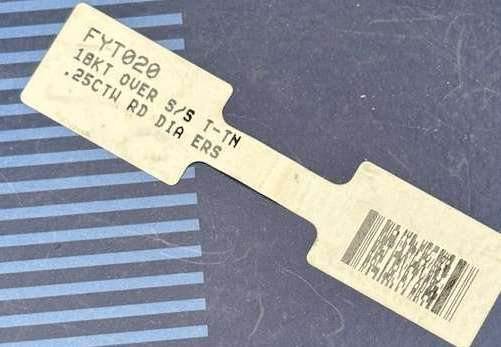 FYT020
18KT OVER S/S T-TN
.25CTW RD DIA ERS